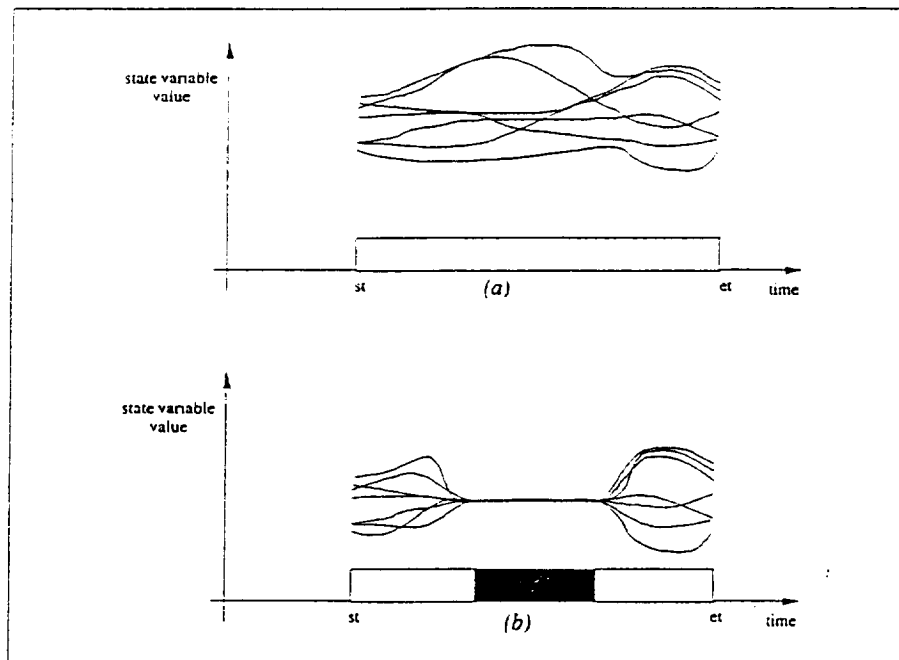 state variable
value
st
(a)
et
time
state variable
value
st
(b)
et
time